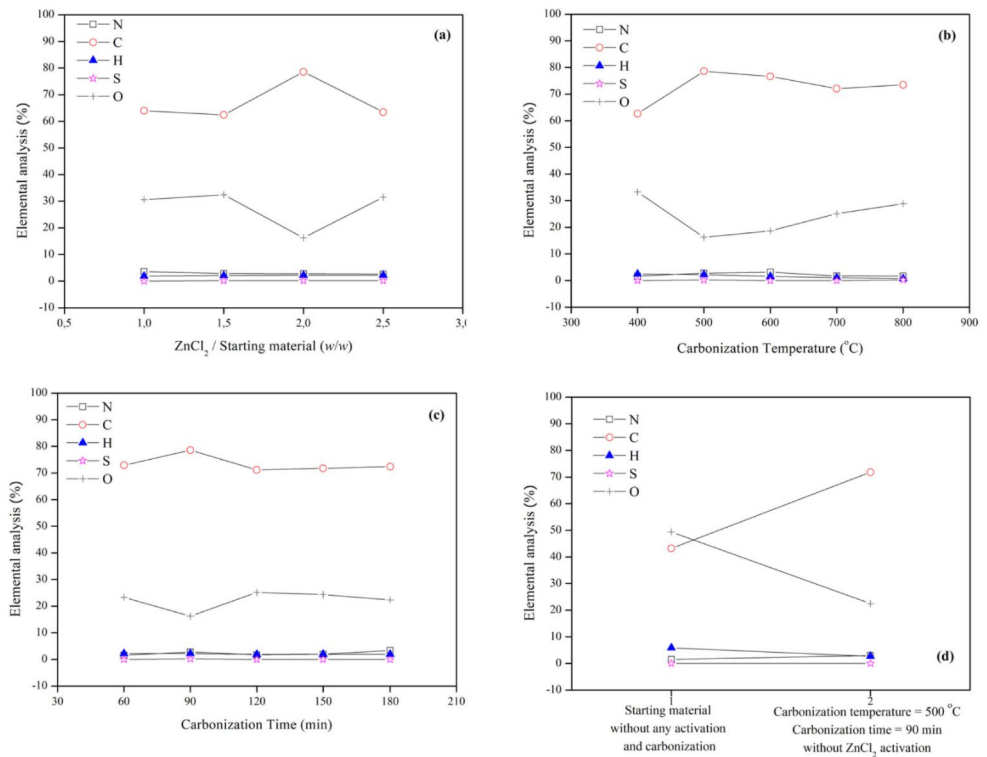 (a)
N
C
H
S
O
Elemental analysis (%)
100
90
80
70
60
50
40
30
20
10
0
-10
0,5 1,0 1,5 2,0 2,5 3,0
ZnCl2 / Starting material (w/w)
(b)
N
C
H
S
O
Elemental analysis (%)
100
90
80
70
60
50
40
30
20
10
0
-10
300 400 500 600 700 800 900
Carbonization Temperature (°C)
(c)
N
C
H
S
O
Elemental analysis (%)
100
90
80
70
60
50
40
30
20
10
0
-10
30 60 90 120 150 180 210
Carbonization Time (min)
N
C
H
S
O
Elemental analysis (%)
100
90
80
70
60
50
40
30
20
10
0
-10
(d)
1 2
Starting material
without any activation
and carbonization
Carbonization temperature = 500 °C
Carbonization time = 90 min
without ZnCl2 activation